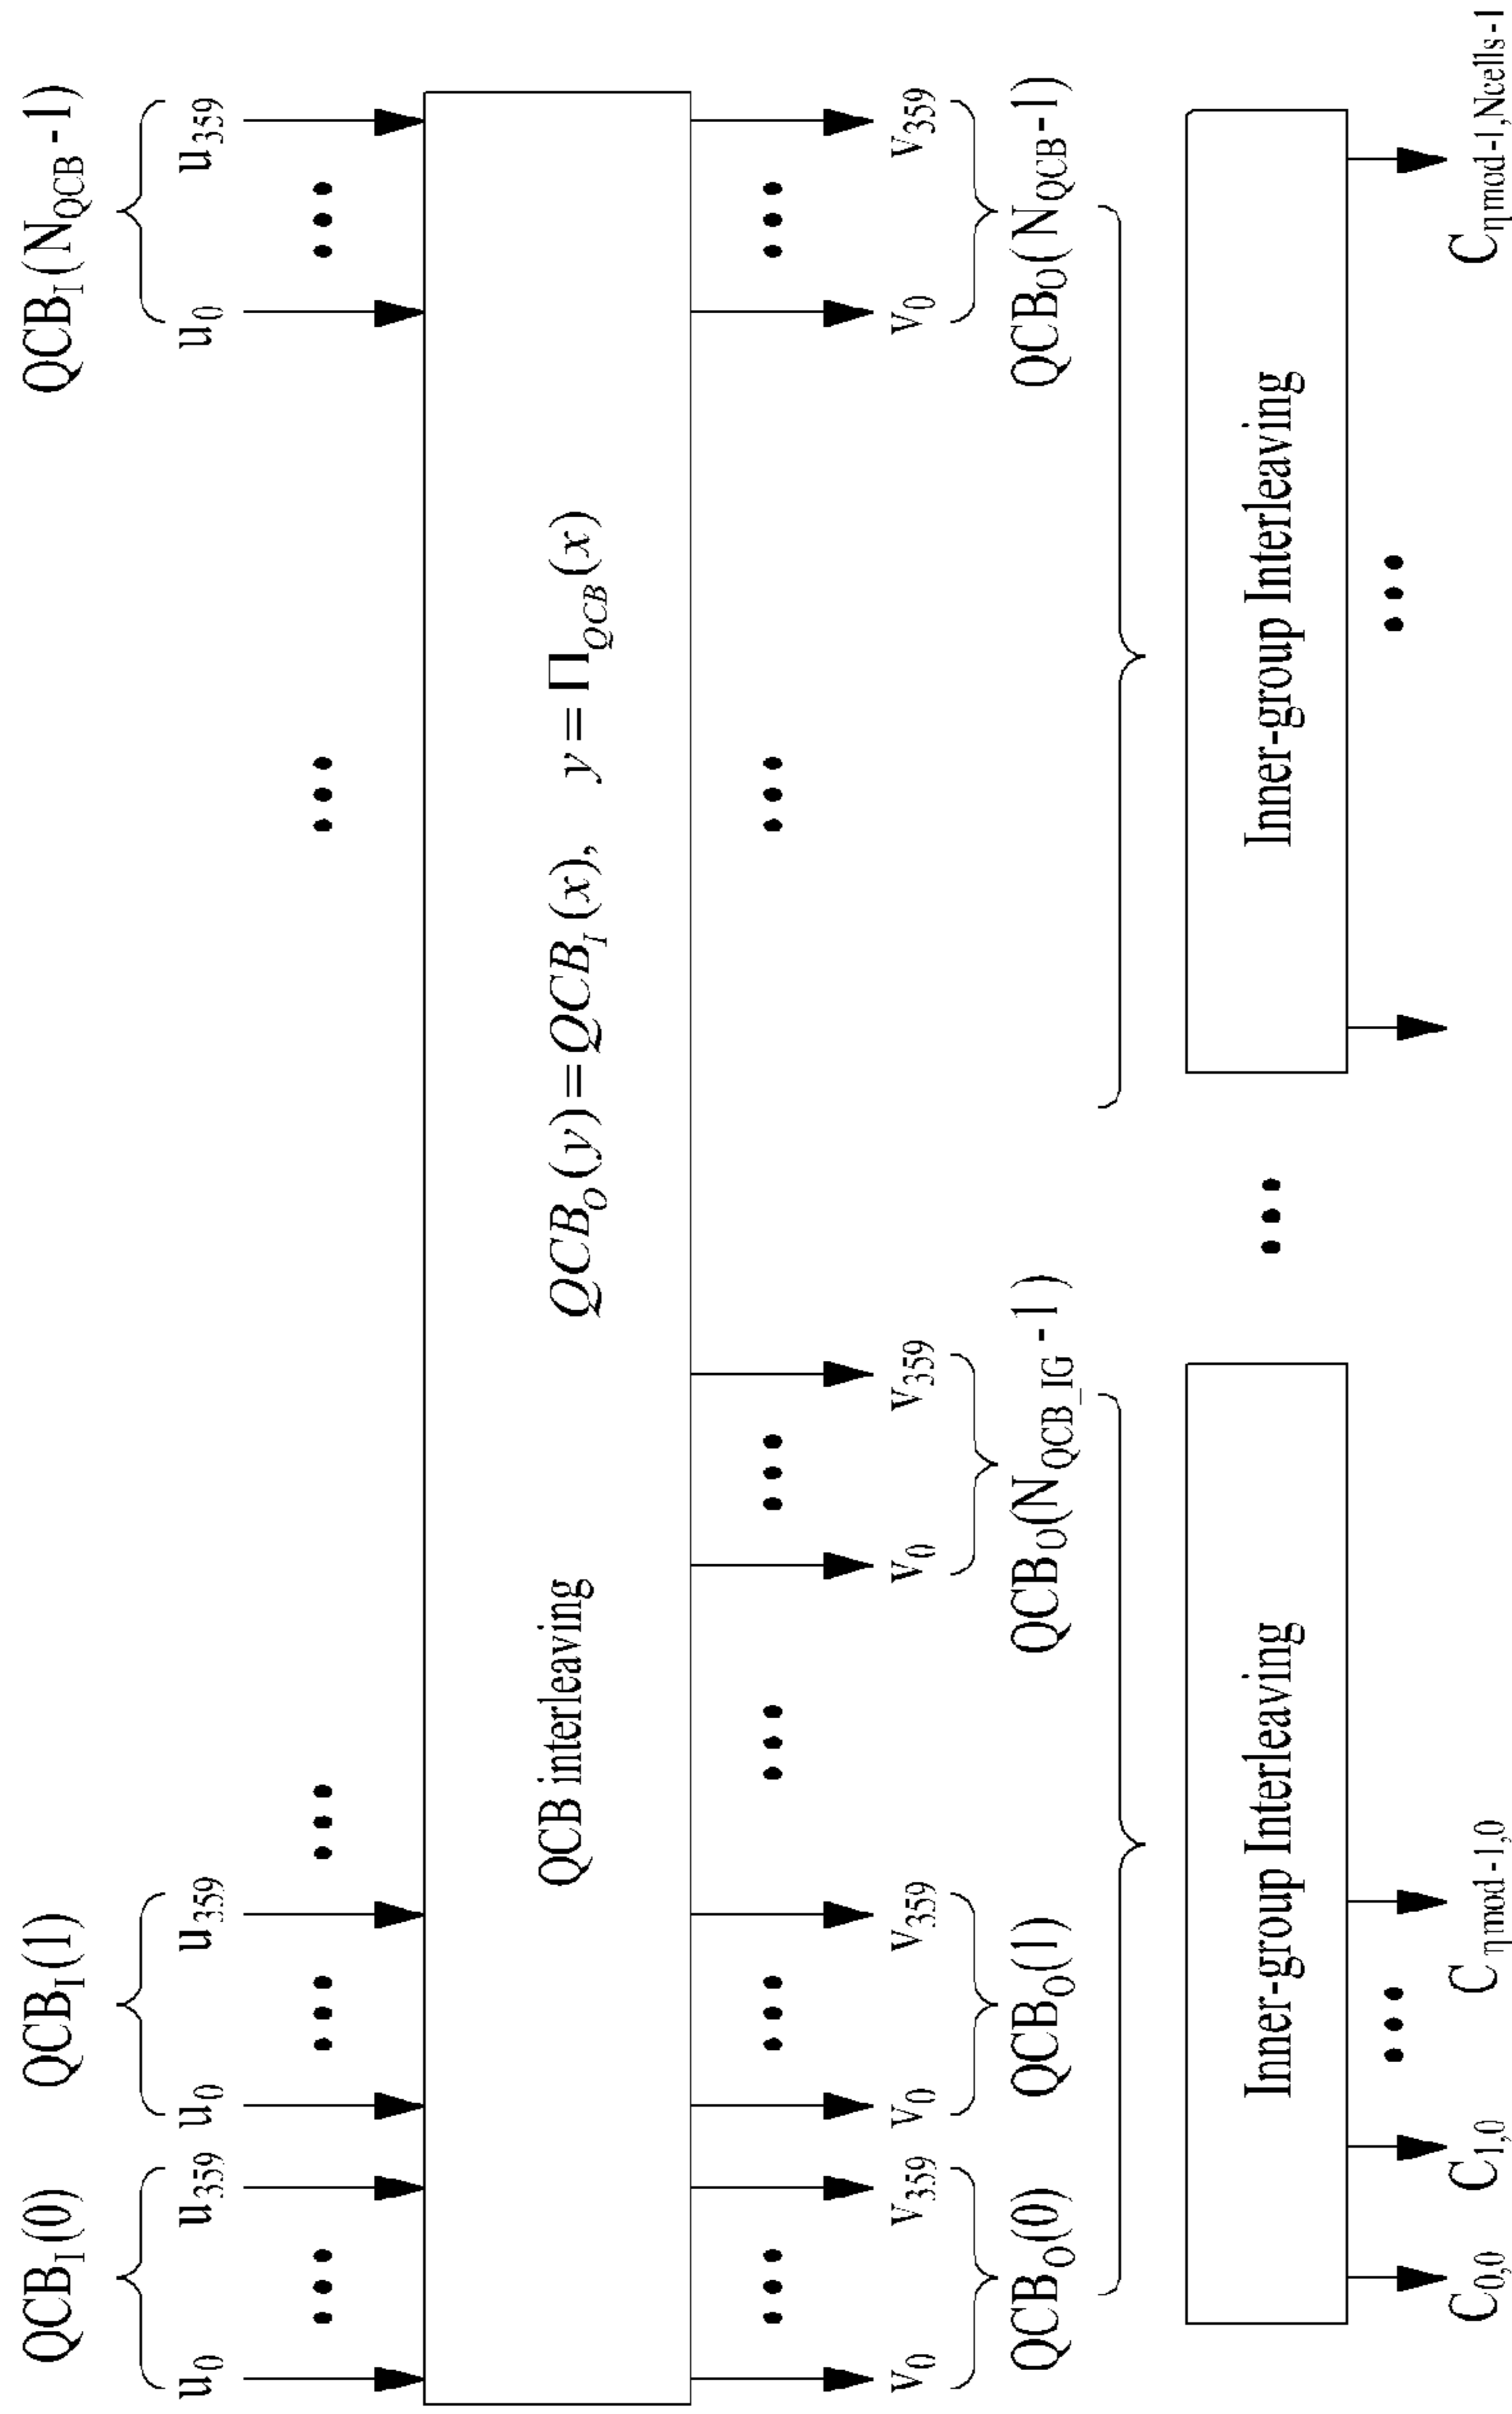 QCB_I(0) QCB_I(1) QCB_I(N_QCB-1)
u_0 u_359 u_0 u_359 u_0 u_359
••• ••• ••• ••• •••
QCB interleaving QCB_O(y)=QCB_I(x), y=Π_QCB(x)
••• ••• ••• ••• ••• •••
v_0 v_359 v_0 v_359 v_0 v_359 v_0 v_359
QCB_O(0) QCB_O(1) QCB_O(N_QCB_IG-1) QCB_O(N_QCB-1)
Inner-group Interleaving ••• Inner-group Interleaving
••• •••
C_0,0 C_1,0 C_ηmod-1,0 C_ηmod-1,Ncells-1